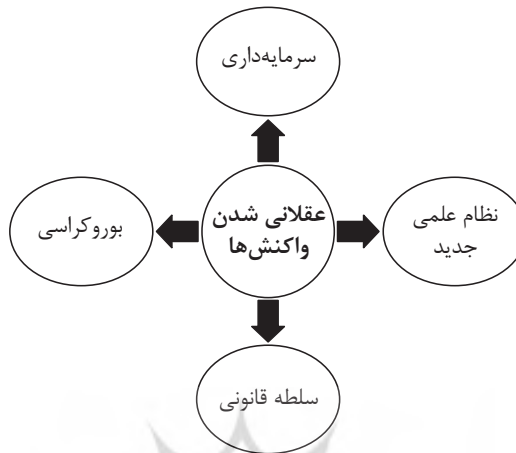 سرمایه‌داری
عقلانی شدن
واکنش‌ها
نظام علمی
جدید
بوروکراسی
سلطه قانونی